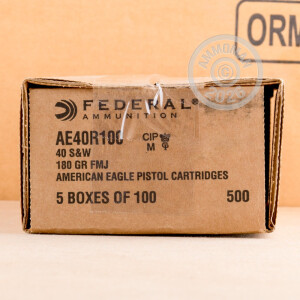 ORM
FEDERAL
AMMUNITION
AE40R100 CIP
M
40 S&W
180 GR FMJ
AMERICAN EAGLE PISTOL CARTRIDGES
5 BOXES OF 100 500